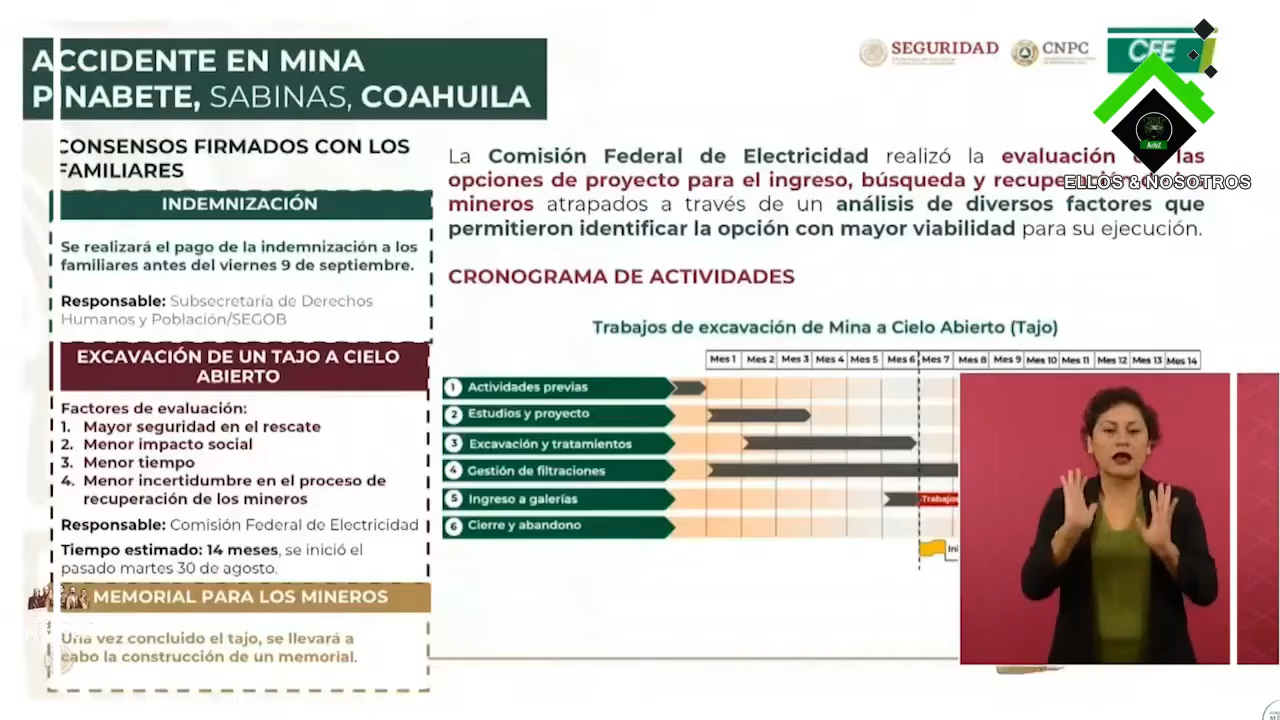 ACCIDENTE EN MINA
PINABETE, SABINAS, COAHUILA
SEGURIDAD
CNPC
CFE
ArteZ
ELLOS & NOSOTROS
CONSENSOS FIRMADOS CON LOS
FAMILIARES
INDEMNIZACIÓN
Se realizará el pago de la indemnización a los
familiares antes del viernes 9 de septiembre.
Responsable: Subsecretaría de Derechos
Humanos y Población/SEGOB
EXCAVACIÓN DE UN TAJO A CIELO
ABIERTO
Factores de evaluación:
1. Mayor seguridad en el rescate
2. Menor impacto social
3. Menor tiempo
4. Menor incertidumbre en el proceso de
recuperación de los mineros
Responsable: Comisión Federal de Electricidad
Tiempo estimado: 14 meses, se inició el
pasado martes 30 de agosto.
MEMORIAL PARA LOS MINEROS
Una vez concluido el tajo, se llevará a
cabo la construcción de un memorial.
La Comisión Federal de Electricidad realizó la evaluación las
opciones de proyecto para el ingreso, búsqueda y
mineros atrapados a través de un análisis de diversos factores que
permitieron identificar la opción con mayor viabilidad para su ejecución.
CRONOGRAMA DE ACTIVIDADES
Trabajos de excavación de Mina a Cielo Abierto (Tajo)
Mes 1 Mes 2 Mes 3 Mes 4 Mes 5 Mes 6 Mes 7 Mes 8 Mes 9 Mes 10 Mes 11 Mes 12 Mes 13 Mes 14
1 Actividades previas
2 Estudios y proyecto
3 Excavación y tratamientos
4 Gestión de filtraciones
5 Ingreso a galerías
Trabajos
6 Cierre y abandono
Ini